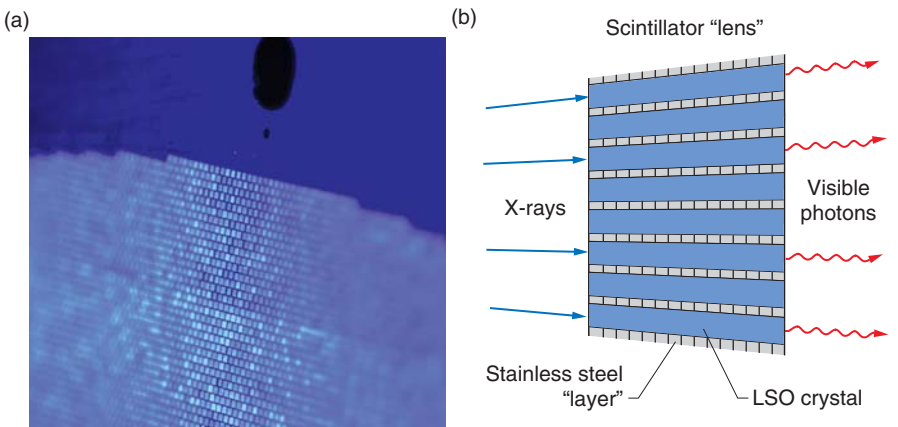 (a)
(b)
Scintillator “lens”
X-rays
Visible
photons
Stainless steel
“layer”
LSO crystal